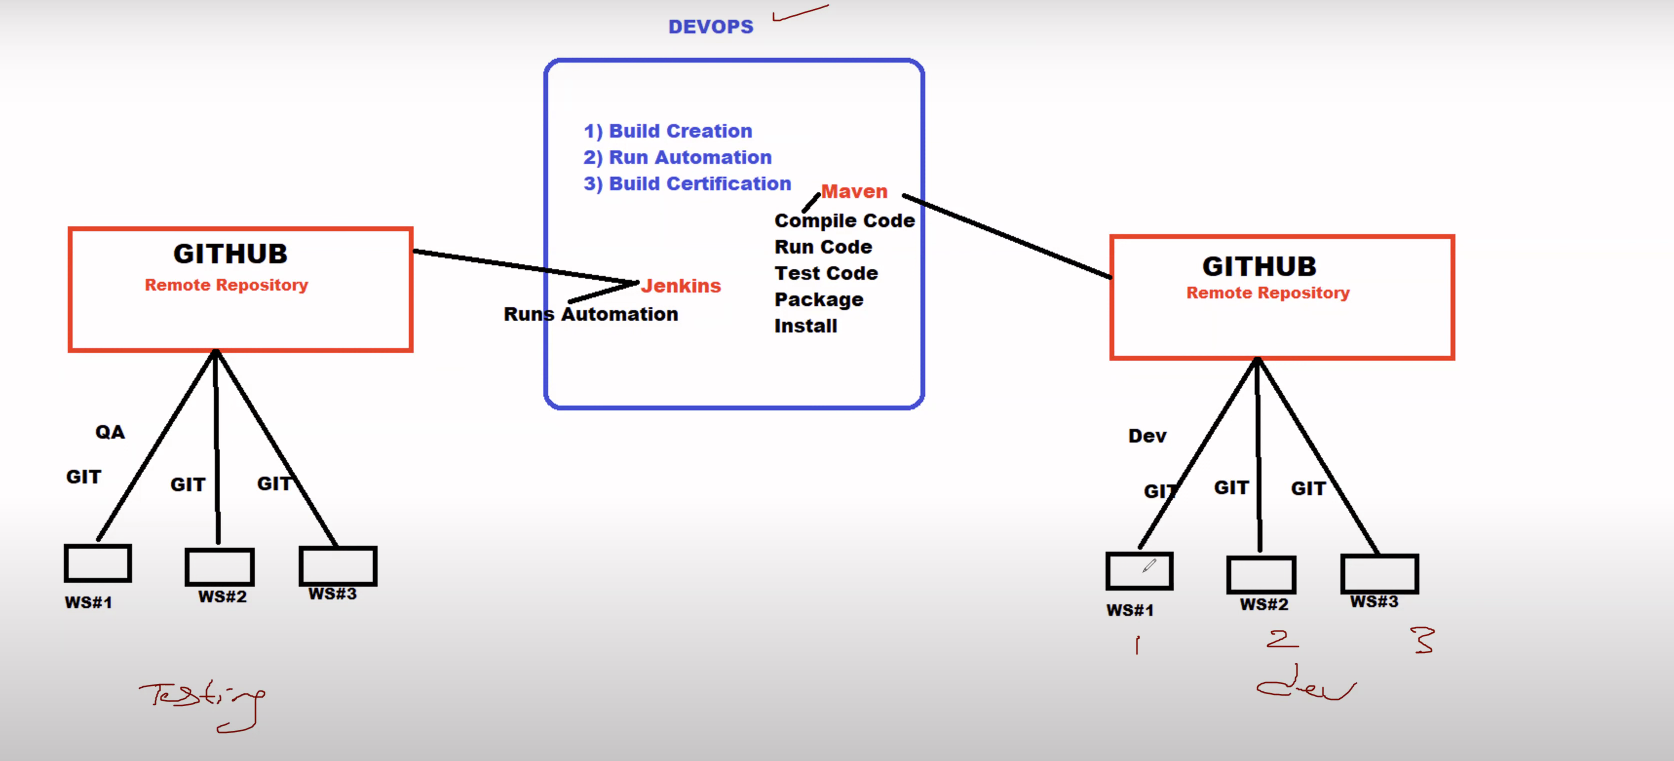 DEVOPS
1) Build Creation
2) Run Automation
3) Build Certification
Maven
Compile Code
Run Code
Test Code
Package
Install
Jenkins
Runs Automation
GITHUB
Remote Repository
QA
GIT
GIT
GIT
WS#1
WS#2
WS#3
Testing
GITHUB
Remote Repository
Dev
GIT
GIT
GIT
WS#1
WS#2
WS#3
1
2
3
dev